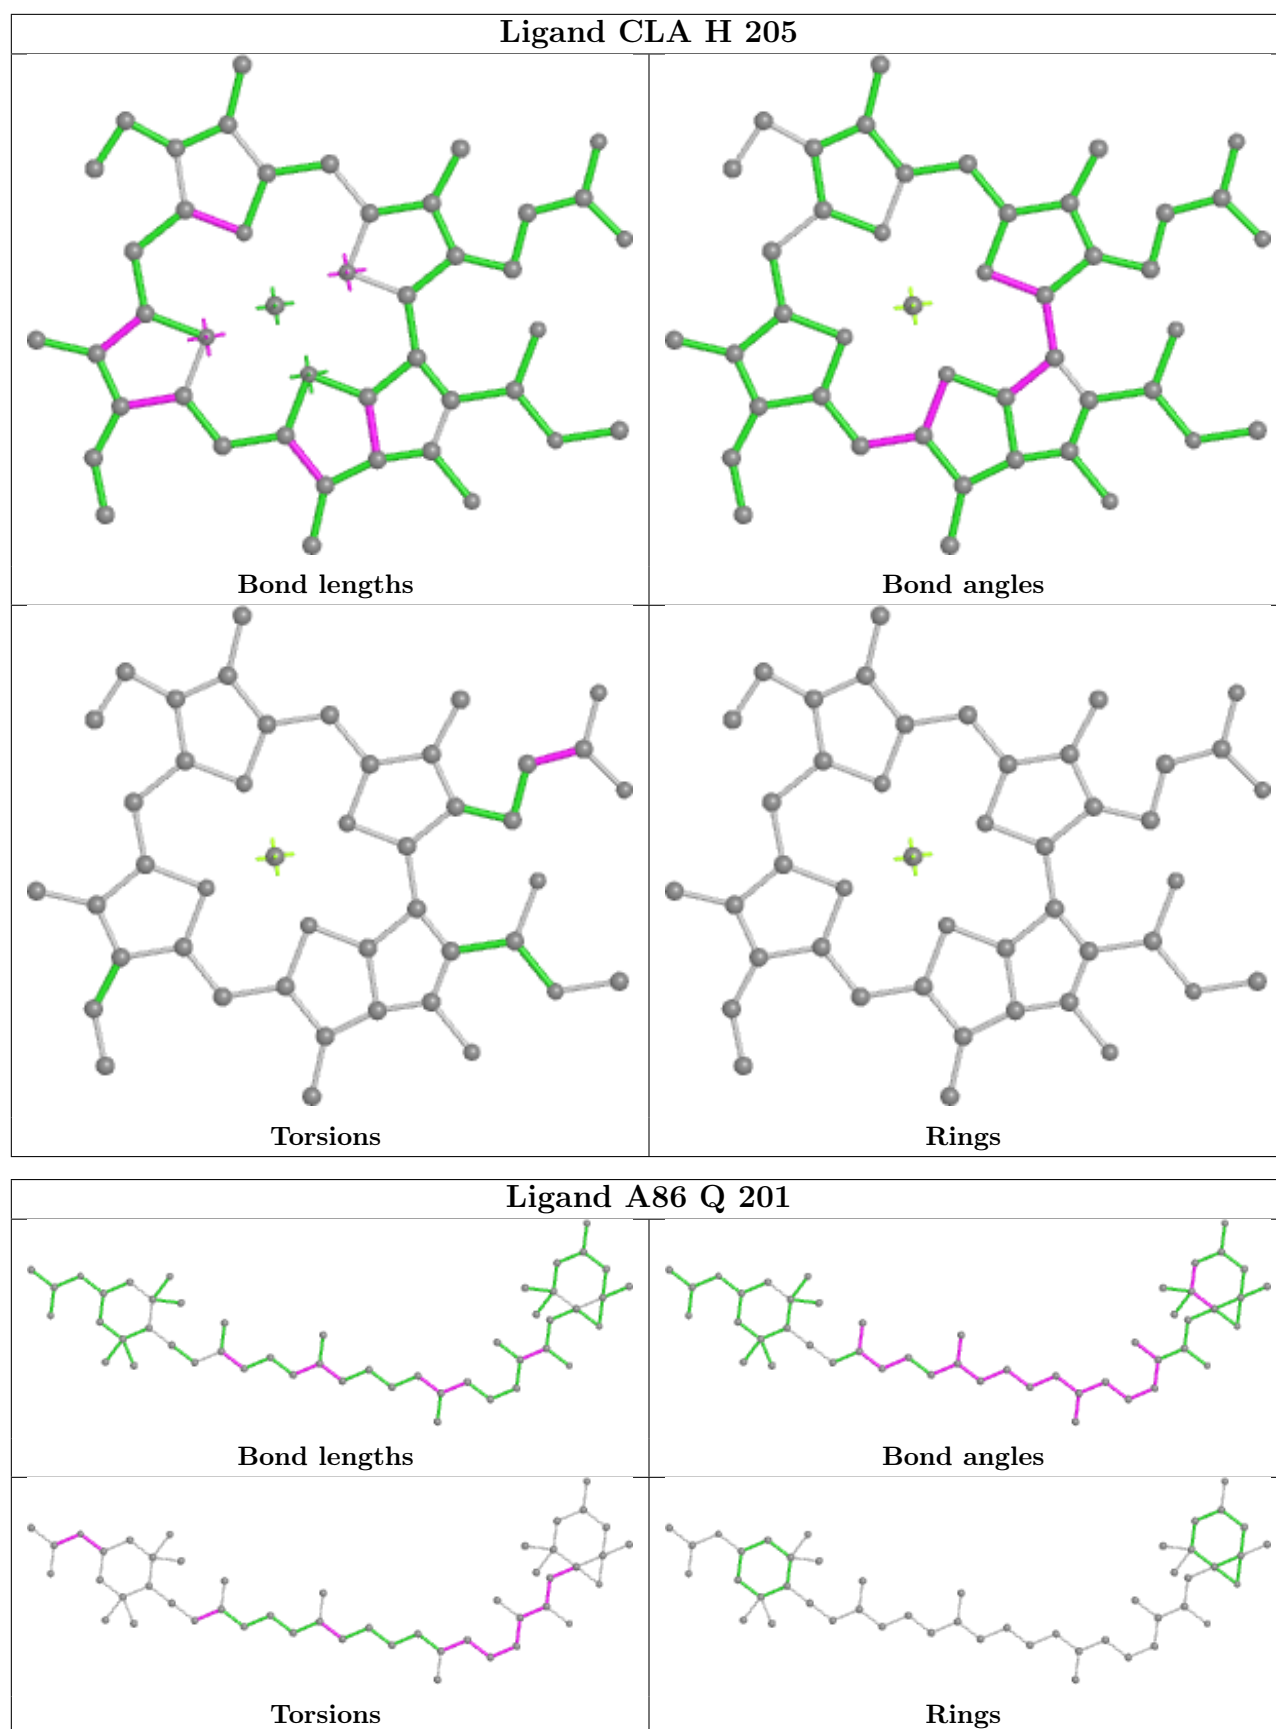 Ligand CLA H 205
Bond lengths
Bond angles
Torsions
Rings
Ligand A86 Q 201
Bond lengths
Bond angles
Torsions
Rings